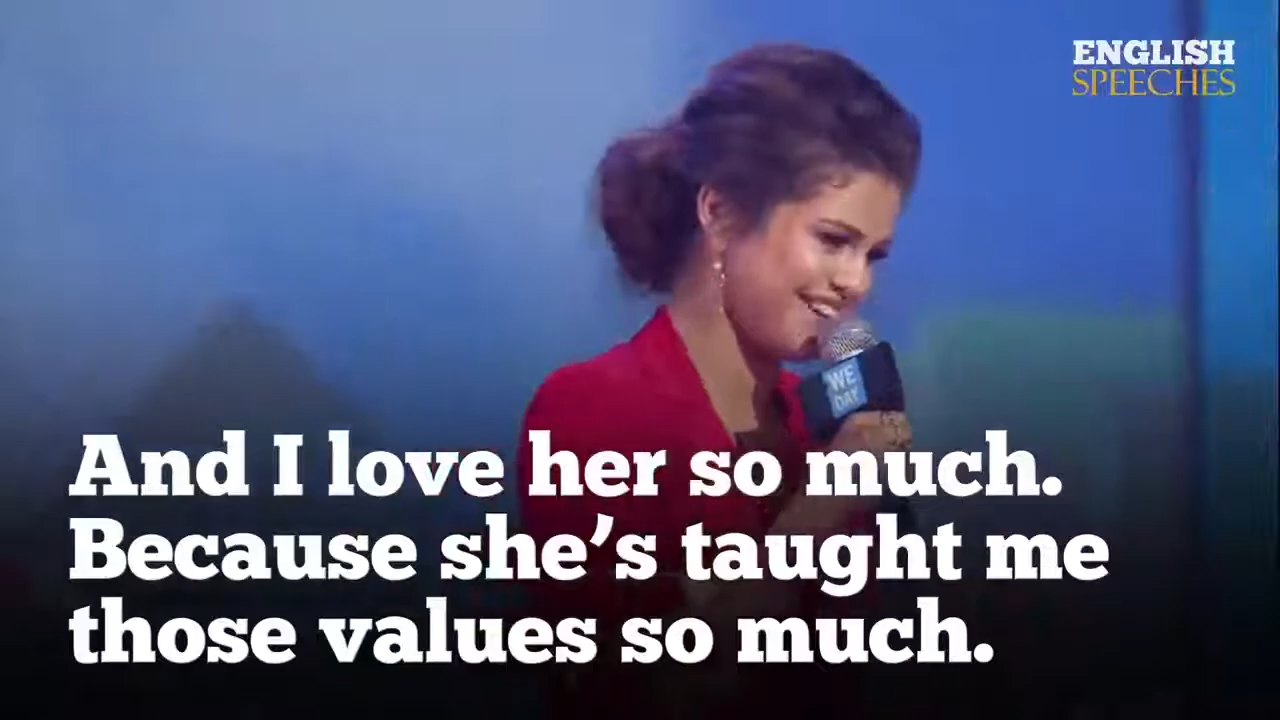 ENGLISH
SPEECHES
WE
DAY
And I love her so much.
Because she’s taught me
those values so much.